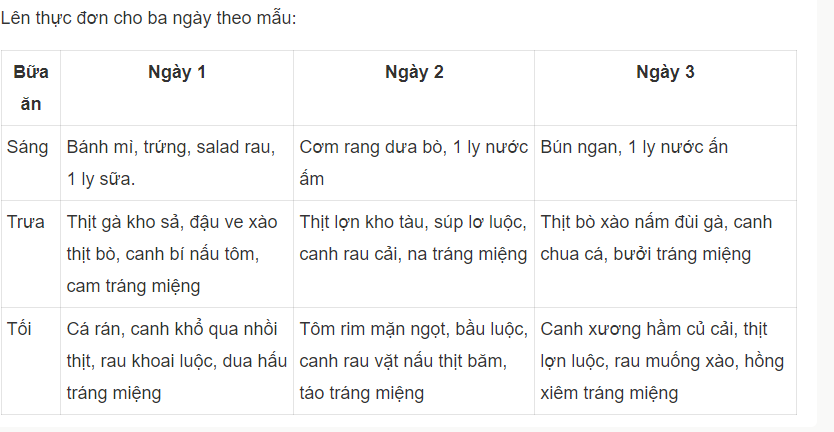 Lên thực đơn cho ba ngày theo mẫu:
Bữa
ăn
Ngày 1
Ngày 2
Ngày 3
Sáng
Bánh mì, trứng, salad rau,
1 ly sữa.
Cơm rang dưa bò, 1 ly nước
ấm
Bún ngan, 1 ly nước ấn
Trưa
Thịt gà kho sả, đậu ve xào
thịt bò, canh bí nấu tôm,
cam tráng miệng
Thịt lợn kho tàu, súp lơ luộc,
canh rau cải, na tráng miệng
Thịt bò xào nấm đùi gà, canh
chua cá, bưởi tráng miệng
Tối
Cá rán, canh khổ qua nhồi
thịt, rau khoai luộc, dua hấu
tráng miệng
Tôm rim mặn ngọt, bầu luộc,
canh rau vặt nấu thịt băm,
táo tráng miệng
Canh xương hầm củ cải, thịt
lợn luộc, rau muống xào, hồng
xiêm tráng miệng